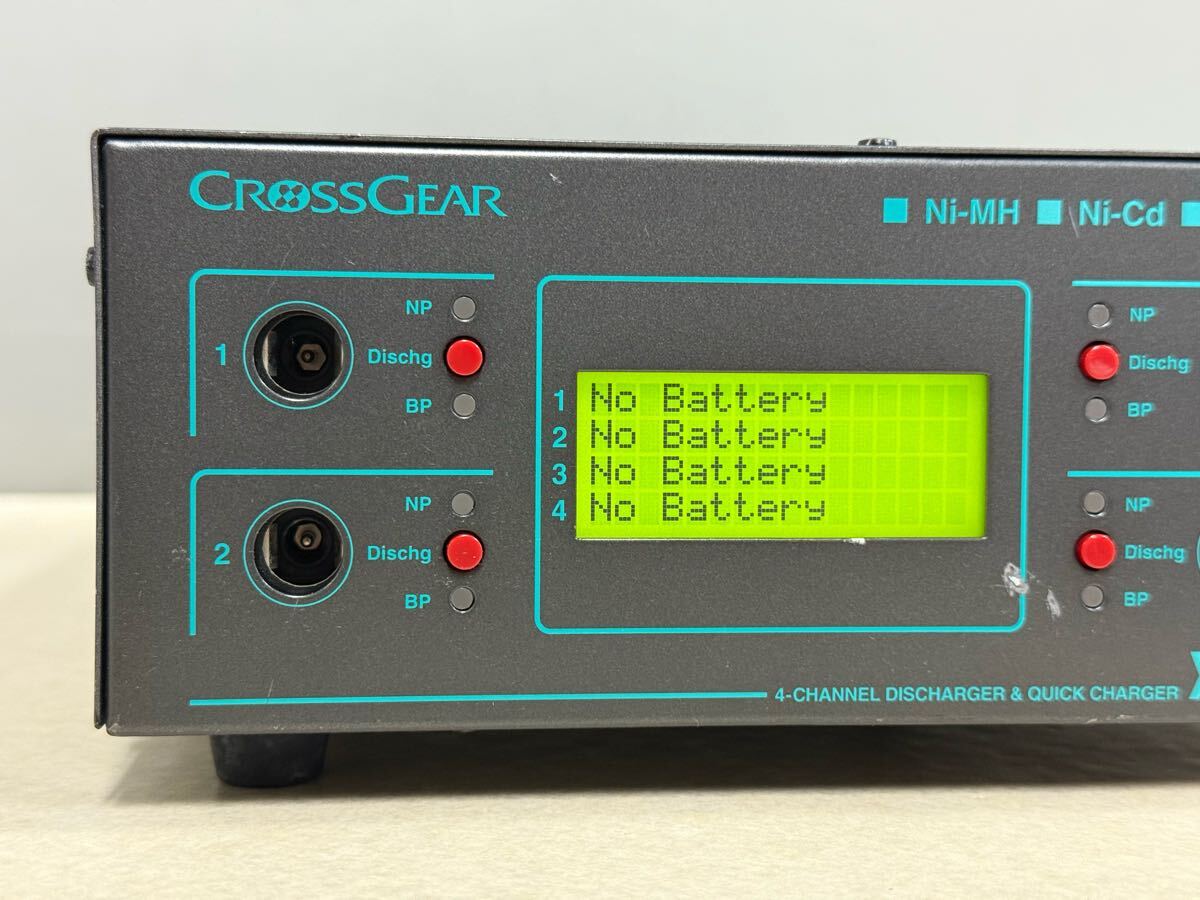 CROSSGEAR
Ni-MH Ni-Cd
1
NP
Dischg
BP
2
NP
Dischg
BP
1 No Battery
2 No Battery
3 No Battery
4 No Battery
NP
Dischg
BP
NP
Dischg
BP
4-CHANNEL DISCHARGER & QUICK CHARGER